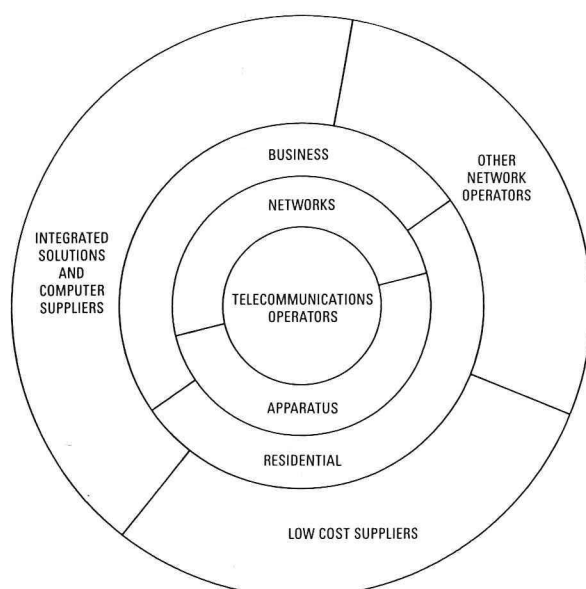 BUSINESS
OTHER
NETWORK
OPERATORS
NETWORKS
INTEGRATED
SOLUTIONS
AND
COMPUTER
SUPPLIERS
TELECOMMUNICATIONS
OPERATORS
APPARATUS
RESIDENTIAL
LOW COST SUPPLIERS